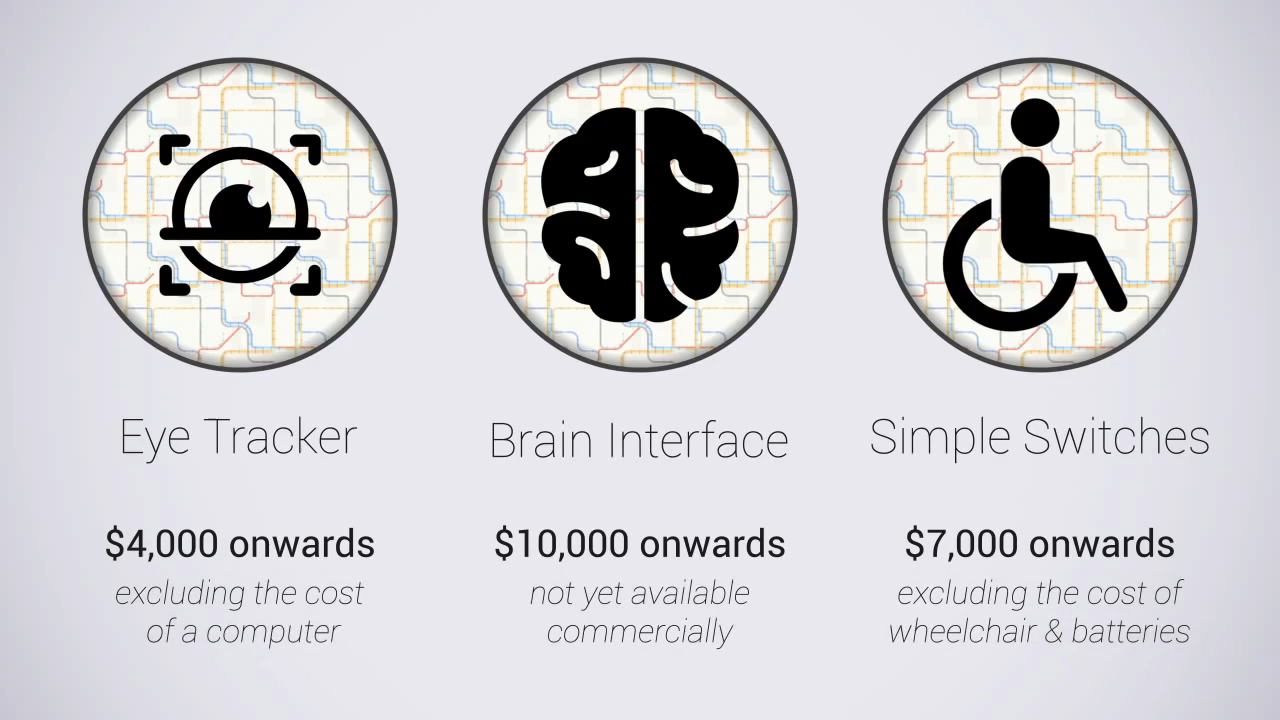 Eye Tracker
$4,000 onwards
excluding the cost
of a computer
Brain Interface
$10,000 onwards
not yet available
commercially
Simple Switches
$7,000 onwards
excluding the cost of
wheelchair & batteries